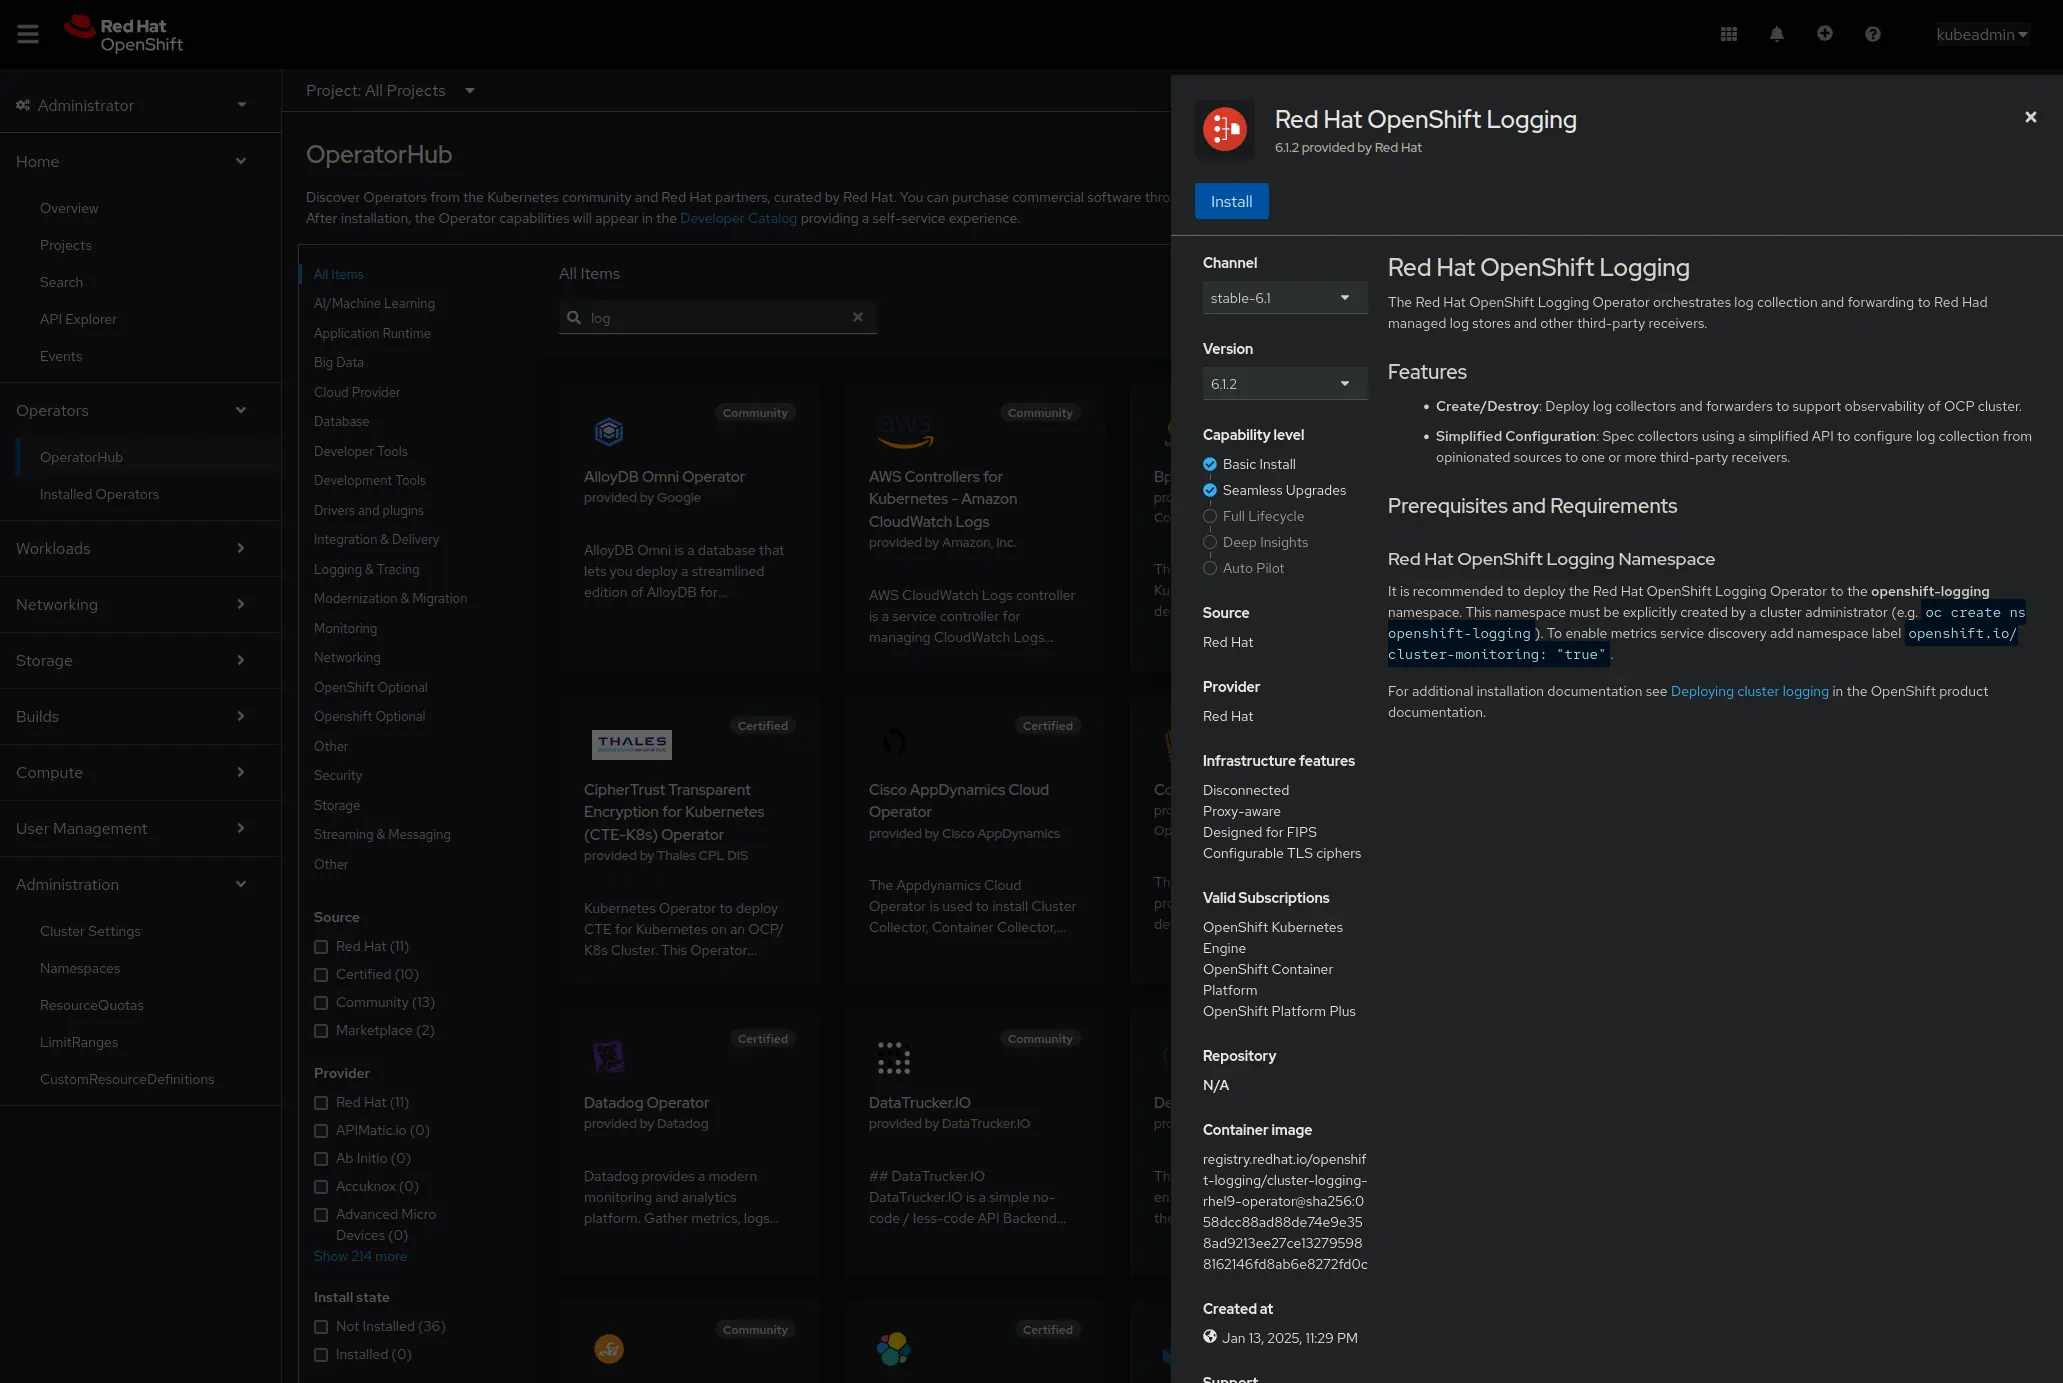 Red Hat
OpenShift
kubeadmin
Administrator
Home
Overview
Projects
Search
API Explorer
Events
Operators
OperatorHub
Installed Operators
Workloads
Networking
Storage
Builds
Compute
User Management
Administration
Cluster Settings
Namespaces
ResourceQuotas
LimitRanges
CustomResourceDefinitions
Project: All Projects
OperatorHub
Discover Operators from the Kubernetes community and Red Hat partners, curated by Red Hat. You can purchase commercial software thro
After installation, the Operator capabilities will appear in the Developer Catalog providing a self-service experience.
All Items
AI/Machine Learning
Application Runtime
Big Data
Cloud Provider
Database
Developer Tools
Development Tools
Drivers and plugins
Integration & Delivery
Logging & Tracing
Modernization & Migration
Monitoring
Networking
OpenShift Optional
Openshift Optional
Other
Security
Storage
Streaming & Messaging
Other
Source
Red Hat (11)
Certified (10)
Community (13)
Marketplace (2)
Provider
Red Hat (11)
APIMatic.io (0)
Ab Initio (0)
Accuknox (0)
Advanced Micro
Devices (0)
Show 214 more
Install state
Not Installed (36)
Installed (0)
All Items
log
Community
AlloyDB Omni Operator
provided by Google
AlloyDB Omni is a database that
lets you deploy a streamlined
edition of AlloyDB for...
Community
aws
AWS Controllers for
Kubernetes - Amazon
CloudWatch Logs
provided by Amazon, Inc.
AWS CloudWatch Logs controller
is a service controller for
managing CloudWatch Logs...
Bp
pro
Co
Th
Ku
de
Certified
THALES
CipherTrust Transparent
Encryption for Kubernetes
(CTE-K8s) Operator
provided by Thales CPL DIS
Kubernetes Operator to deploy
CTE for Kubernetes on an OCP/
K8s Cluster. This Operator...
Certified
Cisco AppDynamics Cloud
Operator
provided by Cisco AppDynamics
The Appdynamics Cloud
Operator is used to install Cluster
Collector, Container Collector,...
Co
pro
Op
Th
pro
de
Certified
Datadog Operator
provided by Datadog
Datadog provides a modern
monitoring and analytics
platform. Gather metrics, logs...
Community
DataTrucker.IO
provided by DataTrucker.IO
## DataTrucker.IO
DataTrucker.IO is a simple no-
code / less-code API Backend...
De
pro
Th
en
the
Community
Certified
Red Hat OpenShift Logging
6.1.2 provided by Red Hat
Install
Channel
stable-6.1
Version
6.1.2
Capability level
Basic Install
Seamless Upgrades
Full Lifecycle
Deep Insights
Auto Pilot
Source
Red Hat
Provider
Red Hat
Infrastructure features
Disconnected
Proxy-aware
Designed for FIPS
Configurable TLS ciphers
Valid Subscriptions
OpenShift Kubernetes
Engine
OpenShift Container
Platform
OpenShift Platform Plus
Repository
N/A
Container image
registry.redhat.io/openshif
t-logging/cluster-logging-
rhel9-operator@sha256:0
58dcc88ad88de74e9e35
8ad9213ee27ce13279598
8162146fd8ab6e8272fd0c
Created at
Jan 13, 2025, 11:29 PM
Support
Red Hat OpenShift Logging
The Red Hat OpenShift Logging Operator orchestrates log collection and forwarding to Red Had
managed log stores and other third-party receivers.
Features
• Create/Destroy: Deploy log collectors and forwarders to support observability of OCP cluster.
• Simplified Configuration: Spec collectors using a simplified API to configure log collection from
opinionated sources to one or more third-party receivers.
Prerequisites and Requirements
Red Hat OpenShift Logging Namespace
It is recommended to deploy the Red Hat OpenShift Logging Operator to the openshift-logging
namespace. This namespace must be explicitly created by a cluster administrator (e.g. oc create ns
openshift-logging ). To enable metrics service discovery add namespace label openshift.io/
cluster-monitoring: "true" .
For additional installation documentation see Deploying cluster logging in the OpenShift product
documentation.